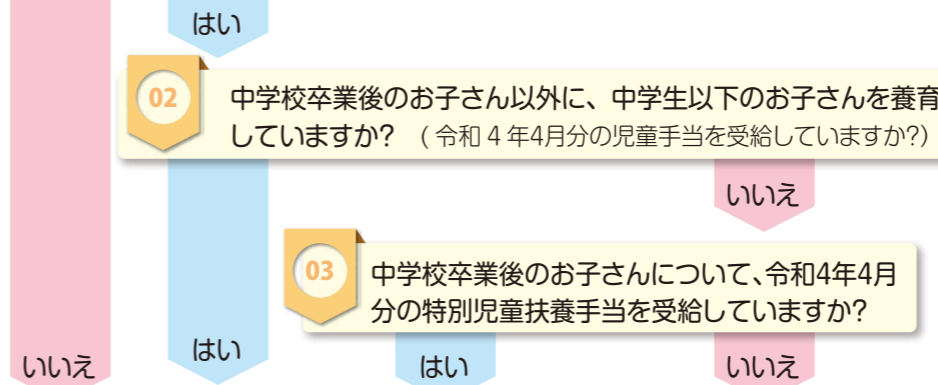 はい
02
中学校卒業後のお子さん以外に、中学生以下のお子さんを養育
していますか? (令和4年4月分の児童手当を受給していますか?)
いいえ
03
中学校卒業後のお子さんについて、令和4年4月
分の特別児童扶養手当を受給していますか?
いいえ
はい
はい
いいえ